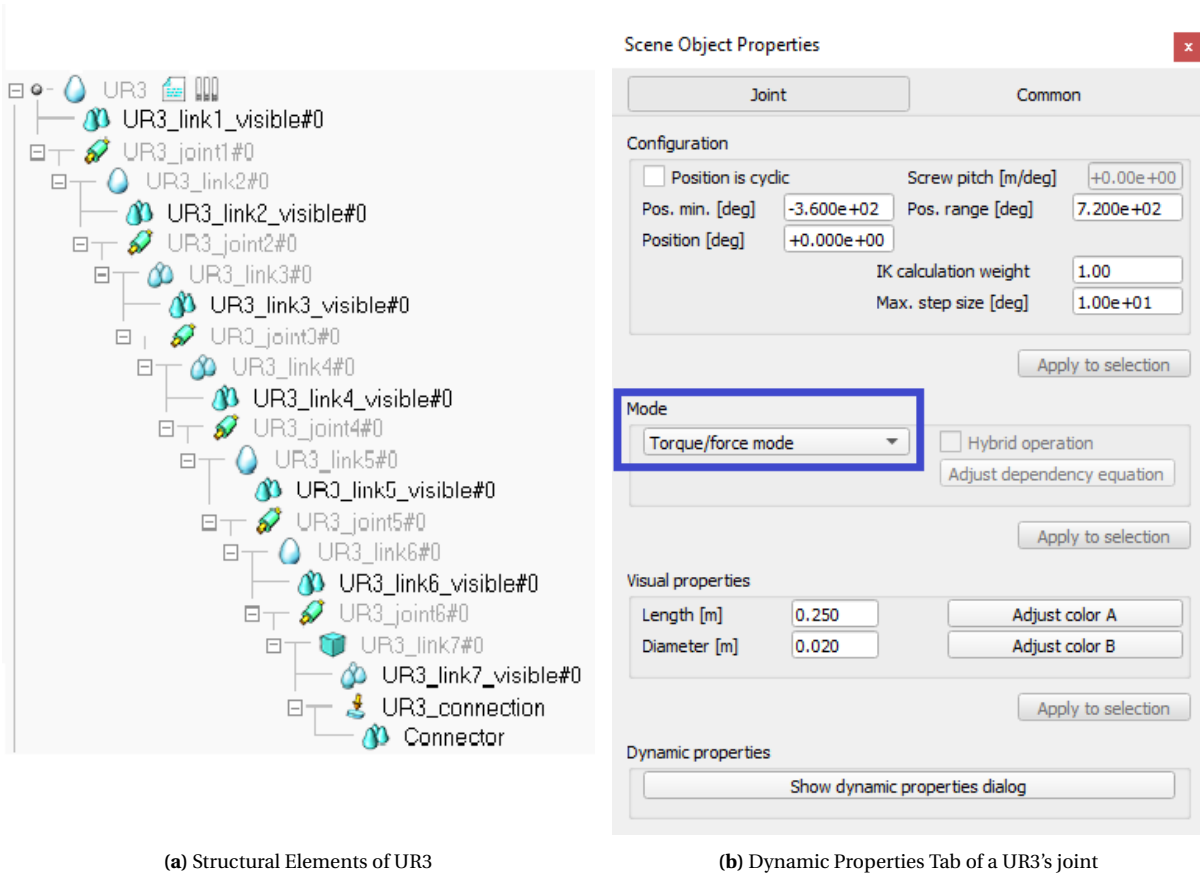 UR3
UR3_link1_visible#0
UR3_joint1#0
UR3_link2#0
UR3_link2_visible#0
UR3_joint2#0
UR3_link3#0
UR3_link3_visible#0
UR3_joint3#0
UR3_link4#0
UR3_link4_visible#0
UR3_joint4#0
UR3_link5#0
UR3_link5_visible#0
UR3_joint5#0
UR3_link6#0
UR3_link6_visible#0
UR3_joint6#0
UR3_link7#0
UR3_link7_visible#0
UR3_connection
Connector
(a) Structural Elements of UR3
Scene Object Properties x
Joint Common
Configuration
Position is cyclic Screw pitch [m/deg] +0.00e+00
Pos. min. [deg] -3.600e+02 Pos. range [deg] 7.200e+02
Position [deg] +0.000e+00
IK calculation weight 1.00
Max. step size [deg] 1.00e+01
Apply to selection
Mode
Torque/force mode Hybrid operation
Adjust dependency equation
Apply to selection
Visual properties
Length [m] 0.250 Adjust color A
Diameter [m] 0.020 Adjust color B
Apply to selection
Dynamic properties
Show dynamic properties dialog
(b) Dynamic Properties Tab of a UR3's joint